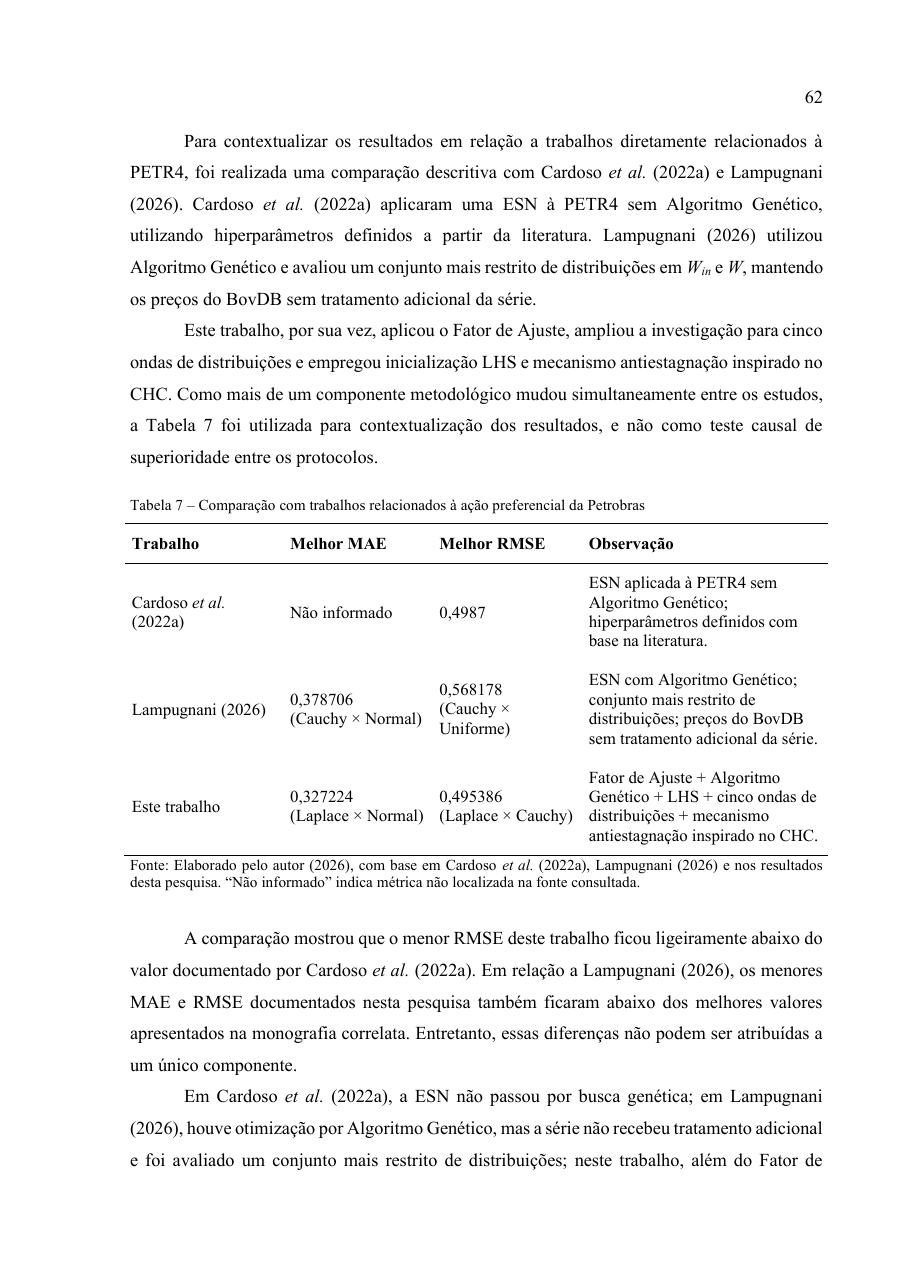 62
Para contextualizar os resultados em relação a trabalhos diretamente relacionados à
PETR4, foi realizada uma comparação descritiva com Cardoso et al. (2022a) e Lampugnani
(2026). Cardoso et al. (2022a) aplicaram uma ESN à PETR4 sem Algoritmo Genético,
utilizando hiperparâmetros definidos a partir da literatura. Lampugnani (2026) utilizou
Algoritmo Genético e avaliou um conjunto mais restrito de distribuições em Win e W, mantendo
os preços do BovDB sem tratamento adicional da série.
Este trabalho, por sua vez, aplicou o Fator de Ajuste, ampliou a investigação para cinco
ondas de distribuições e empregou inicialização LHS e mecanismo antiestagnação inspirado no
CHC. Como mais de um componente metodológico mudou simultaneamente entre os estudos,
a Tabela 7 foi utilizada para contextualização dos resultados, e não como teste causal de
superioridade entre os protocolos.
Tabela 7 – Comparação com trabalhos relacionados à ação preferencial da Petrobras
Trabalho Melhor MAE Melhor RMSE Observação
Cardoso et al.
(2022a)
Não informado
0,4987
ESN aplicada à PETR4 sem
Algoritmo Genético;
hiperparâmetros definidos com
base na literatura.
Lampugnani (2026)
0,378706
(Cauchy × Normal)
0,568178
(Cauchy ×
Uniforme)
ESN com Algoritmo Genético;
conjunto mais restrito de
distribuições; preços do BovDB
sem tratamento adicional da série.
Este trabalho
0,327224
(Laplace × Normal)
0,495386
(Laplace × Cauchy)
Fator de Ajuste + Algoritmo
Genético + LHS + cinco ondas de
distribuições + mecanismo
antiestagnação inspirado no CHC.
Fonte: Elaborado pelo autor (2026), com base em Cardoso et al. (2022a), Lampugnani (2026) e nos resultados
desta pesquisa. “Não informado” indica métrica não localizada na fonte consultada.
A comparação mostrou que o menor RMSE deste trabalho ficou ligeiramente abaixo do
valor documentado por Cardoso et al. (2022a). Em relação a Lampugnani (2026), os menores
MAE e RMSE documentados nesta pesquisa também ficaram abaixo dos melhores valores
apresentados na monografia correlata. Entretanto, essas diferenças não podem ser atribuídas a
um único componente.
Em Cardoso et al. (2022a), a ESN não passou por busca genética; em Lampugnani
(2026), houve otimização por Algoritmo Genético, mas a série não recebeu tratamento adicional
e foi avaliado um conjunto mais restrito de distribuições; neste trabalho, além do Fator de